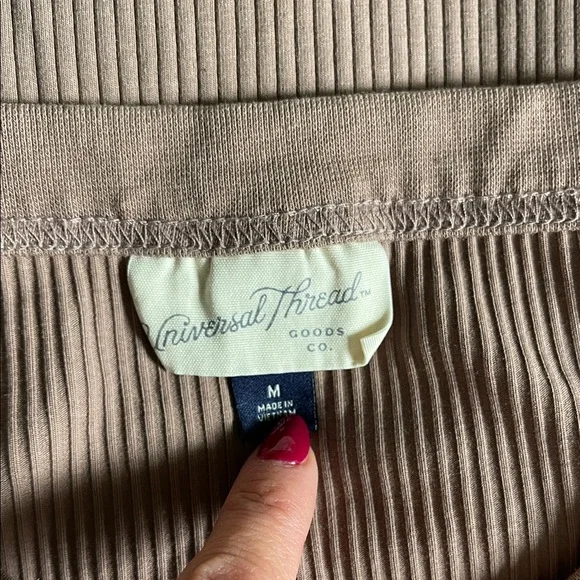 Universal Thread™
GOODS
CO.
M
MADE IN
VIETNAM